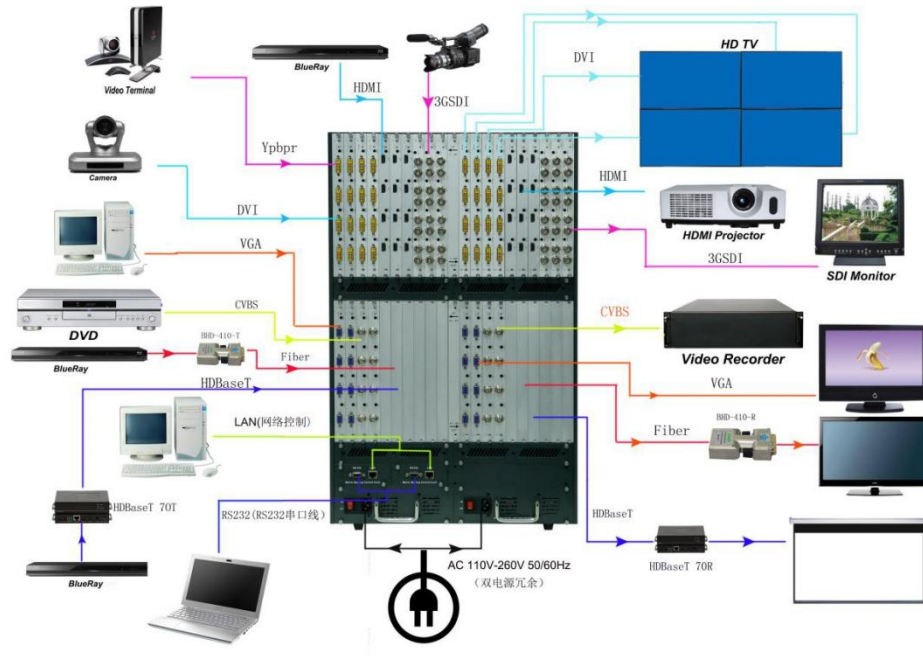 Video Terminal
BlueRay
HDMI
3GSDI
DVI
HD TV
Ypbpr
Camera
DVI
VGA
HDMI
HDMI Projector
3GSDI
SDI Monitor
CVBS
DVD
BHD-410-T
BlueRay
Fiber
HDBaseT
CVBS
Video Recorder
VGA
BHD-410-R
Fiber
LAN(网络控制)
HDBaseT 70T
RS232(RS232串口线)
BlueRay
HDBaseT
HDBaseT 70R
AC 110V-260V 50/60Hz
(双电源冗余)